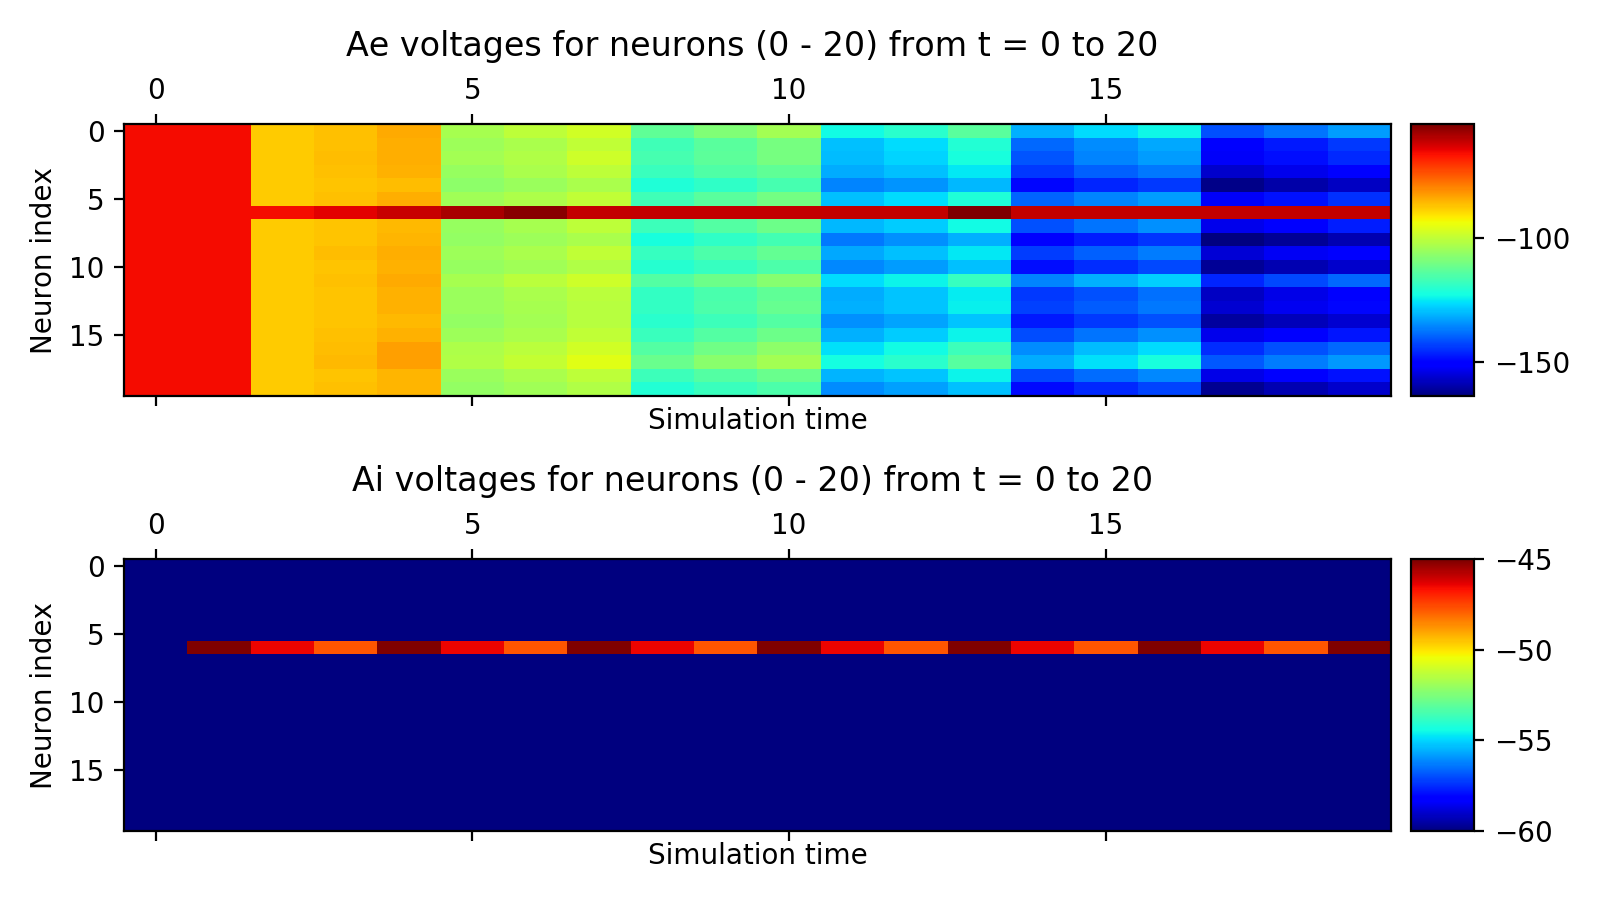 Ae voltages for neurons (0 - 20) from t = 0 to 20
0 5 10 15
Neuron index
0
5
10
15
Simulation time
−100
−150
Ai voltages for neurons (0 - 20) from t = 0 to 20
0 5 10 15
Neuron index
0
5
10
15
Simulation time
−45
−50
−55
−60